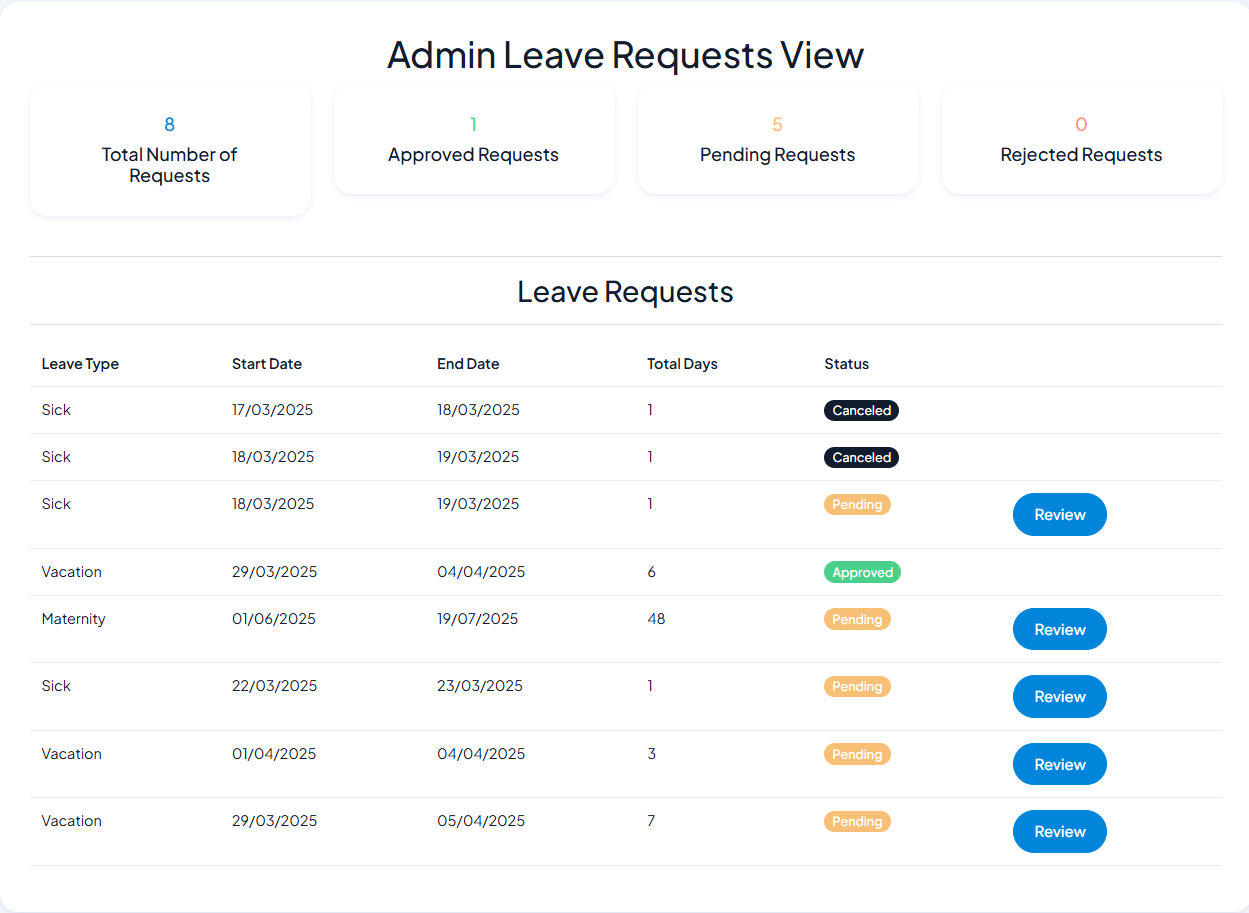 Admin Leave Requests View
8
Total Number of
Requests
1
Approved Requests
5
Pending Requests
0
Rejected Requests
Leave Requests
Leave Type Start Date End Date Total Days Status
Sick 17/03/2025 18/03/2025 1 Canceled
Sick 18/03/2025 19/03/2025 1 Canceled
Sick 18/03/2025 19/03/2025 1 Pending Review
Vacation 29/03/2025 04/04/2025 6 Approved
Maternity 01/06/2025 19/07/2025 48 Pending Review
Sick 22/03/2025 23/03/2025 1 Pending Review
Vacation 01/04/2025 04/04/2025 3 Pending Review
Vacation 29/03/2025 05/04/2025 7 Pending Review